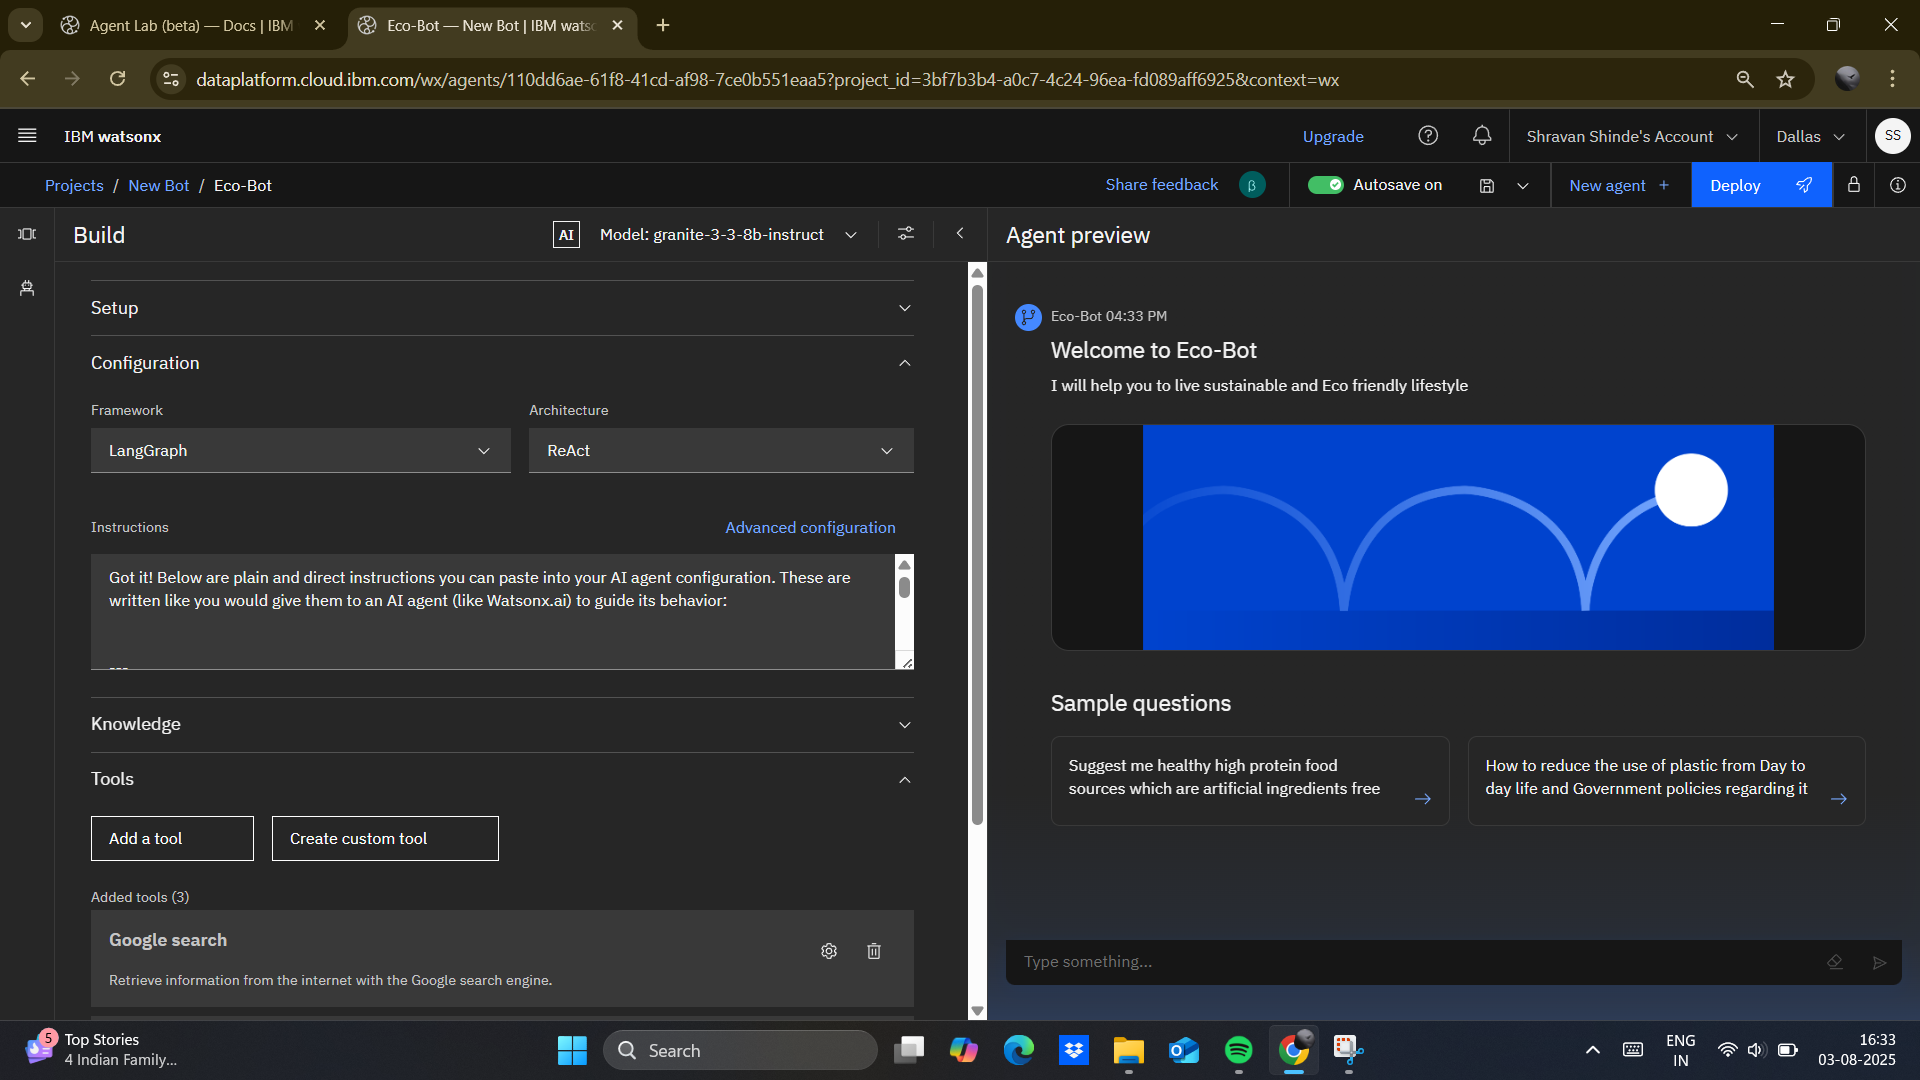 Agent Lab (beta) — Docs | IBM
Eco-Bot — New Bot | IBM wats
dataplatform.cloud.ibm.com/wx/agents/110dd6ae-61f8-41cd-af98-7ce0b551eaa5?project_id=3bf7b3b4-a0c7-4c24-96ea-fd089aff6925&context=wx
IBM watsonx
Upgrade
Shravan Shinde's Account
Dallas
SS
Projects / New Bot / Eco-Bot
Share feedback
β
Autosave on
New agent +
Deploy
Build
AI
Model: granite-3-3-8b-instruct
Agent preview
Setup
Configuration
Framework
Architecture
LangGraph
ReAct
Instructions
Advanced configuration
Got it! Below are plain and direct instructions you can paste into your AI agent configuration. These are
written like you would give them to an AI agent (like Watsonx.ai) to guide its behavior:
---
Knowledge
Tools
Add a tool
Create custom tool
Added tools (3)
Google search
Retrieve information from the internet with the Google search engine.
Eco-Bot 04:33 PM
Welcome to Eco-Bot
I will help you to live sustainable and Eco friendly lifestyle
Sample questions
Suggest me healthy high protein food
sources which are artificial ingredients free
How to reduce the use of plastic from Day to
day life and Government policies regarding it
Type something...
5
Top Stories
4 Indian Family...
Search
ENG
IN
16:33
03-08-2025